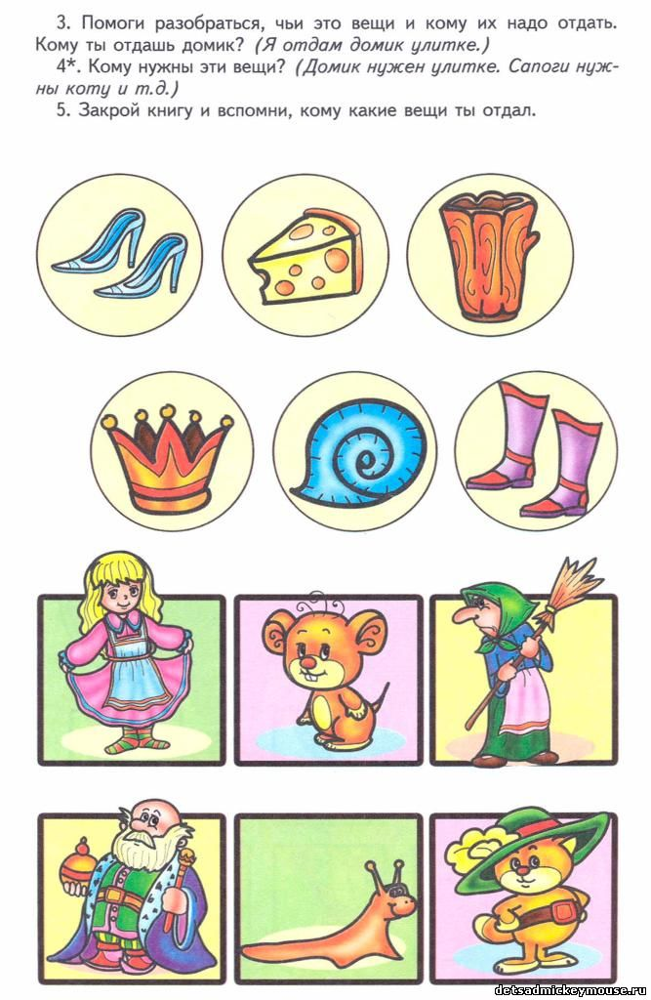 3. Помоги разобраться, чьи это вещи и кому их надо отдать.
Кому ты отдашь домик? (Я отдам домик улитке.)
4*. Кому нужны эти вещи? (Домик нужен улитке. Сапоги нуж-
ны коту и т.д.)
5. Закрой книгу и вспомни, кому какие вещи ты отдал.
detsadmickeymouse.ru